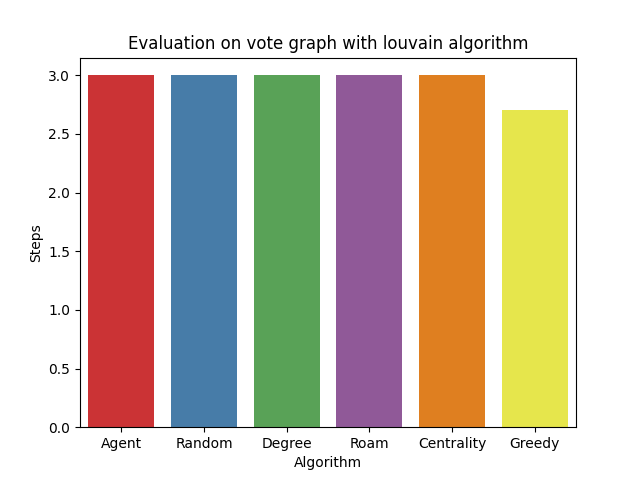 Evaluation on vote graph with louvain algorithm
3.0
2.5
2.0
1.5
1.0
0.5
0.0
Steps
Agent Random Degree Roam Centrality Greedy
Algorithm